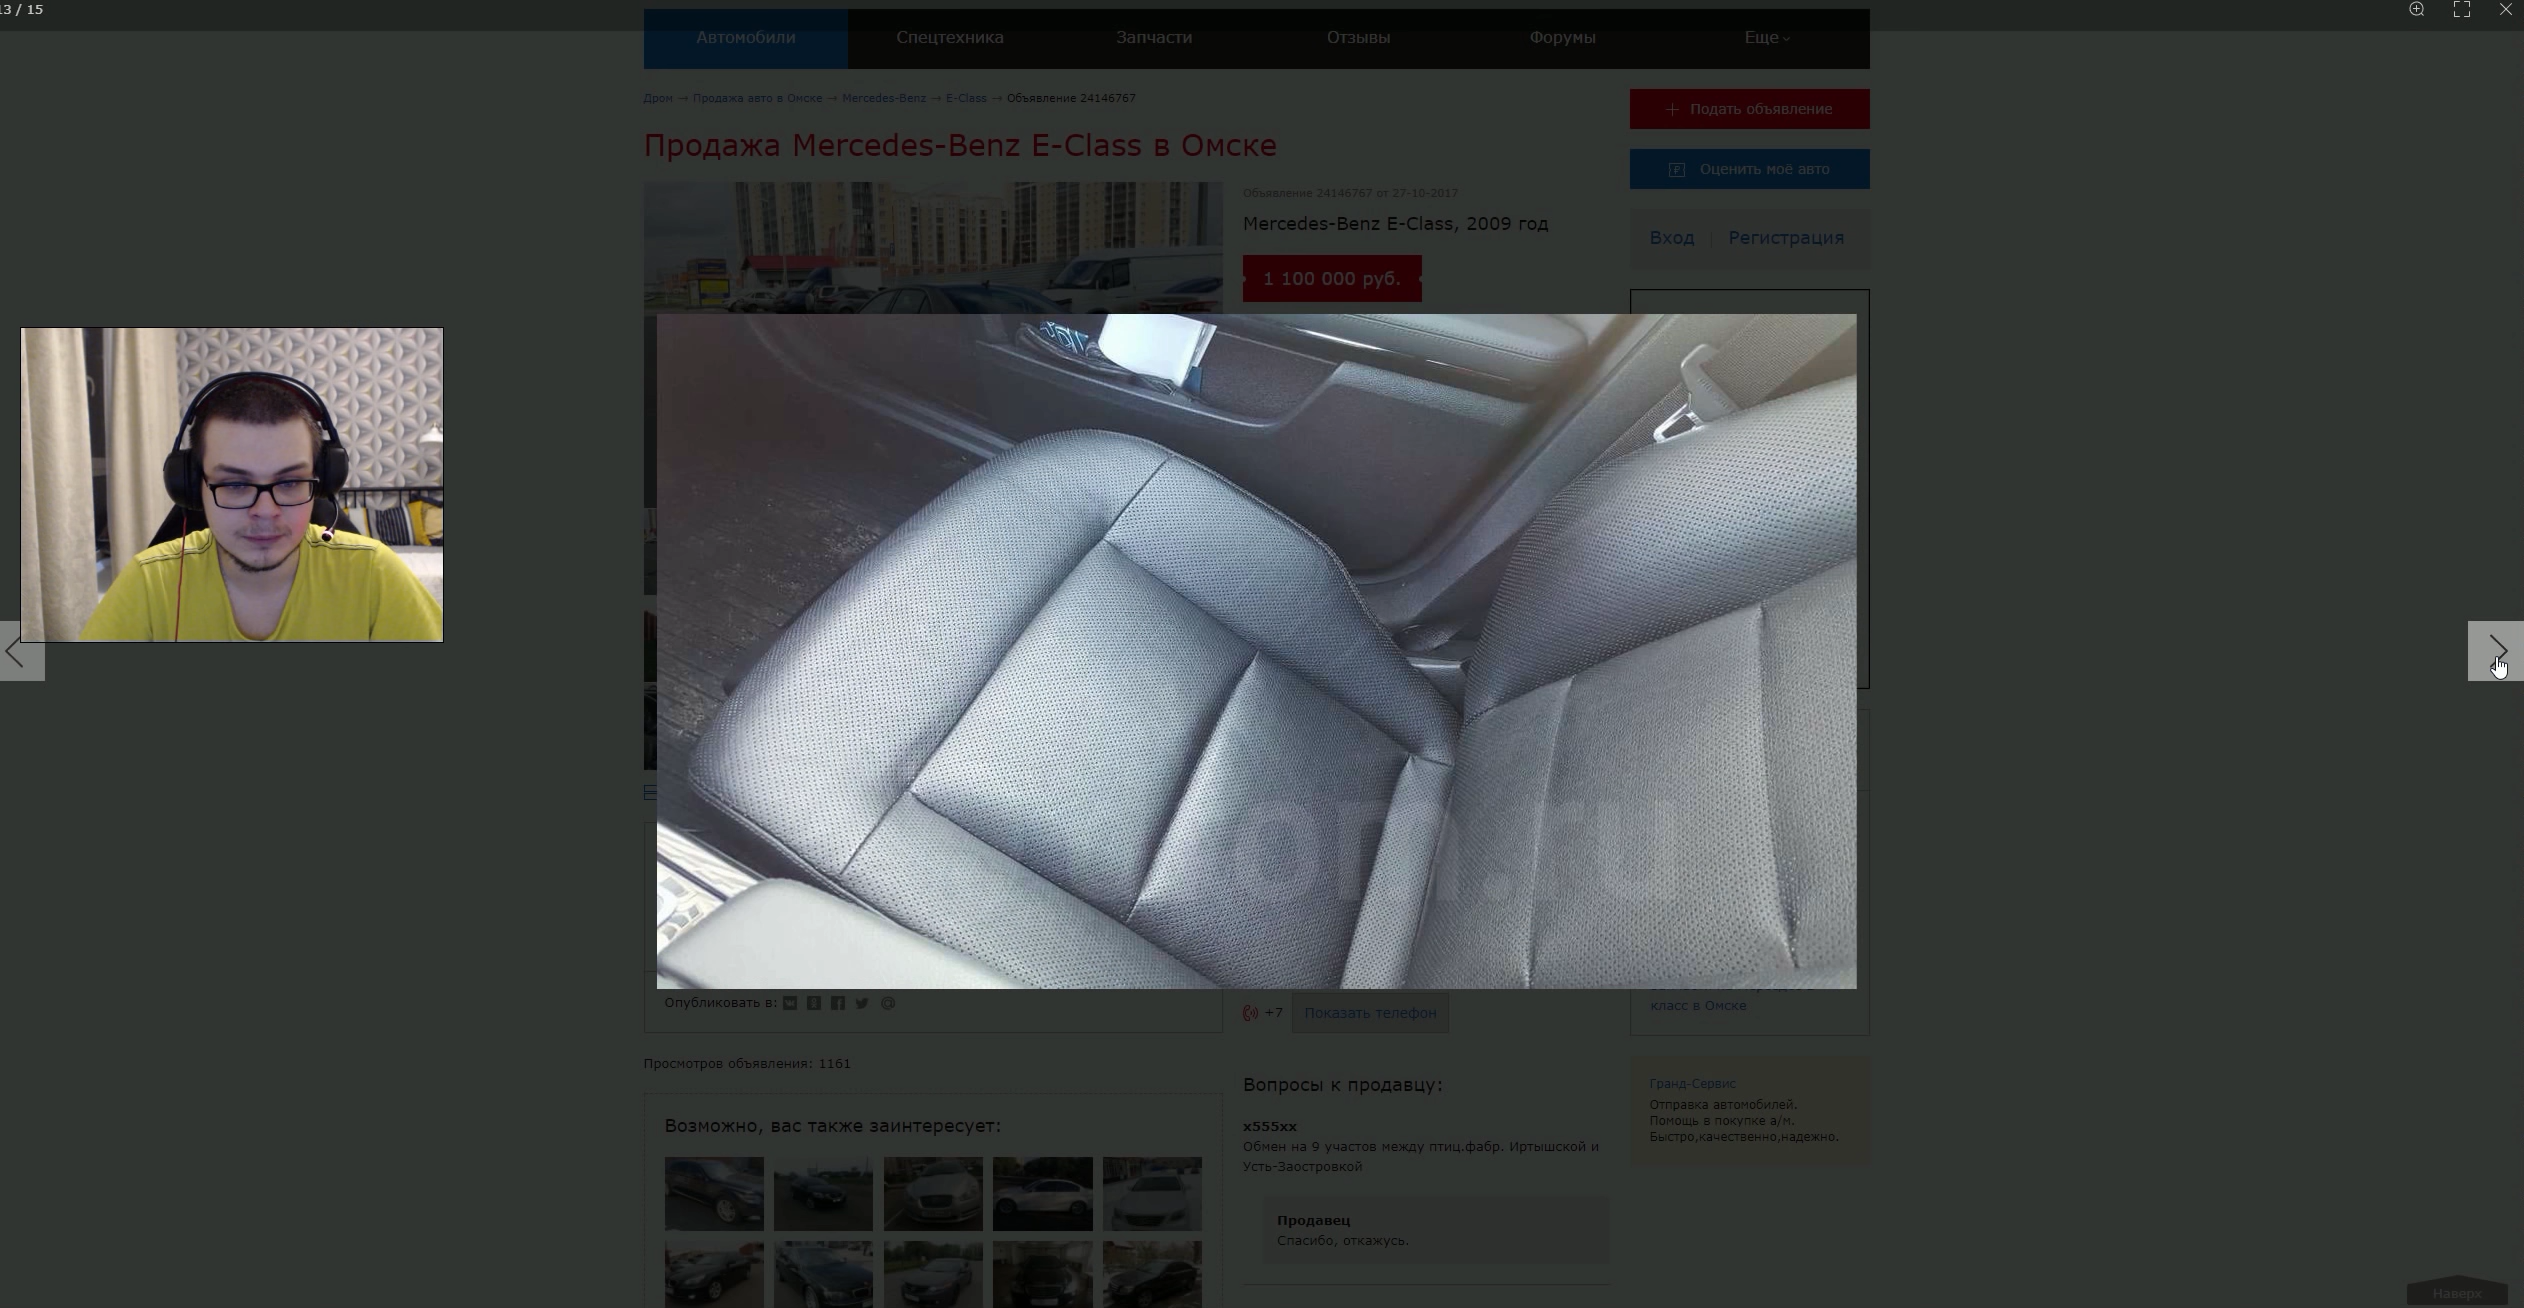 13 / 15
Автомобили
Спецтехника
Запчасти
Отзывы
Форумы
Еще
Дром → Продажа авто в Омске → Mercedes-Benz → E-Class → Объявление 24146767
Подать объявление
Продажа Mercedes-Benz E-Class в Омске
Оценить моё авто
Объявление 24146767 от 27-10-2017
Mercedes-Benz E-Class, 2009 год
Вход
Регистрация
1 100 000 руб.
om.ru
Опубликовать в:
+7
Показать телефон
класс в Омске
Просмотров объявления: 1161
Вопросы к продавцу:
Гранд-Сервис
Отправка автомобилей.
Помощь в покупке а/м.
Быстро,качественно,надежно.
Возможно, вас также заинтересует:
x555xx
Обмен на 9 участов между птиц.фабр. Иртышской и
Усть-Заостровкой
Продавец
Спасибо, откажусь.
Наверх